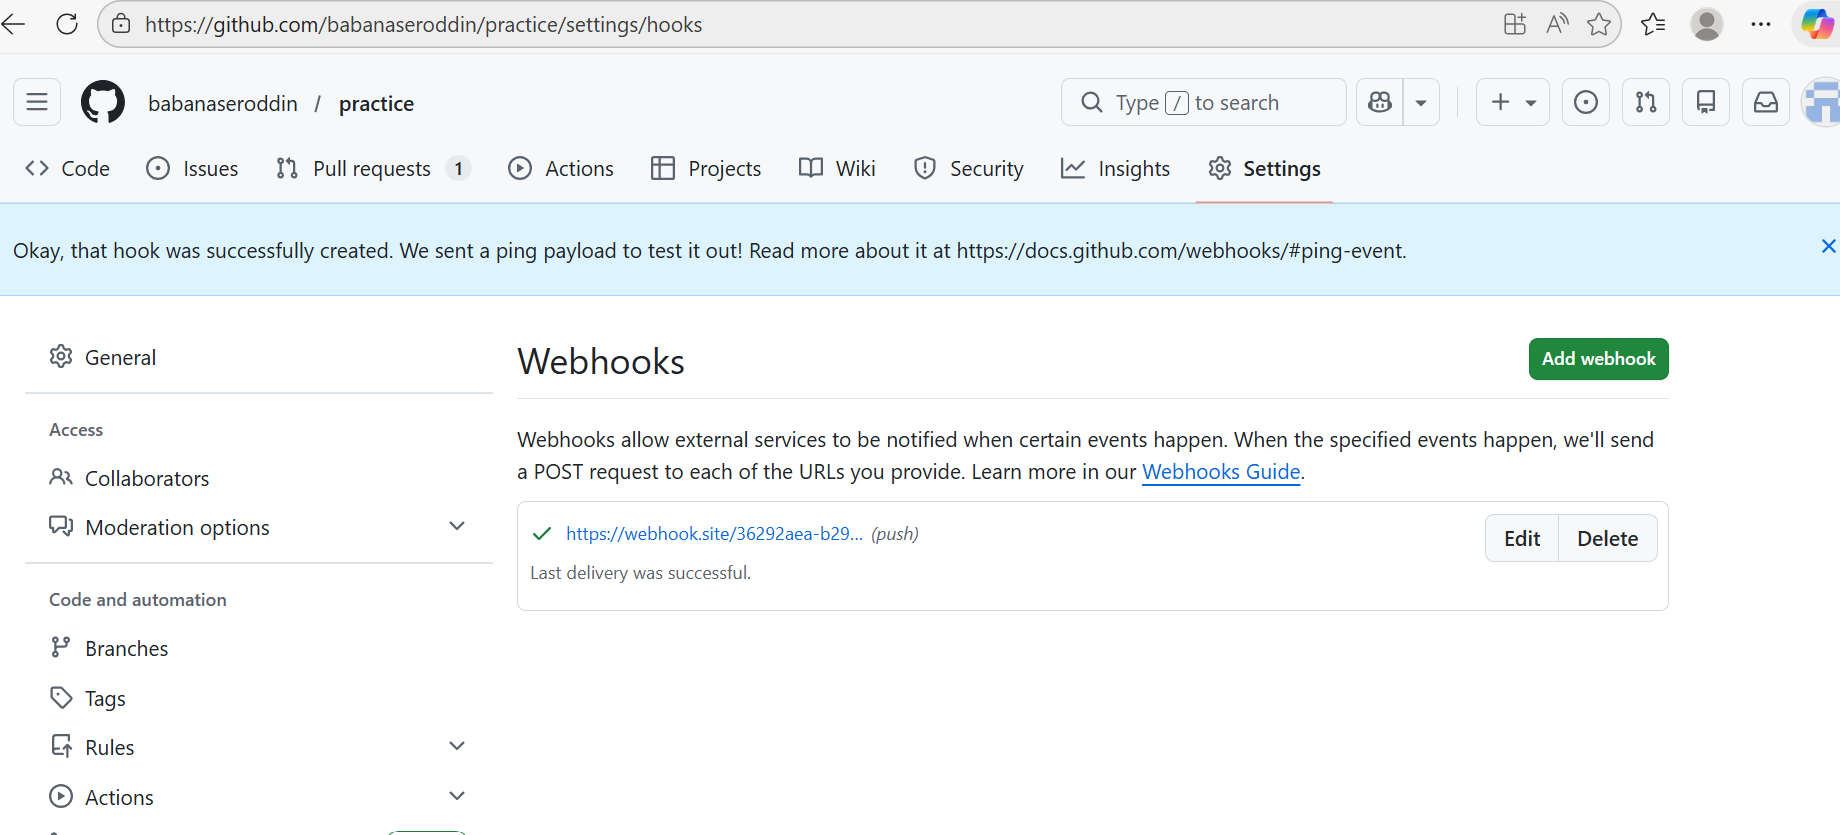 https://github.com/babanaseroddin/practice/settings/hooks
babanaseroddin / practice
Type / to search
Code Issues Pull requests 1 Actions Projects Wiki Security Insights Settings
Okay, that hook was successfully created. We sent a ping payload to test it out! Read more about it at https://docs.github.com/webhooks/#ping-event.
General
Access
Collaborators
Moderation options
Code and automation
Branches
Tags
Rules
Actions
Webhooks
Add webhook
Webhooks allow external services to be notified when certain events happen. When the specified events happen, we'll send
a POST request to each of the URLs you provide. Learn more in our Webhooks Guide.
https://webhook.site/36292aea-b29... (push)
Edit Delete
Last delivery was successful.